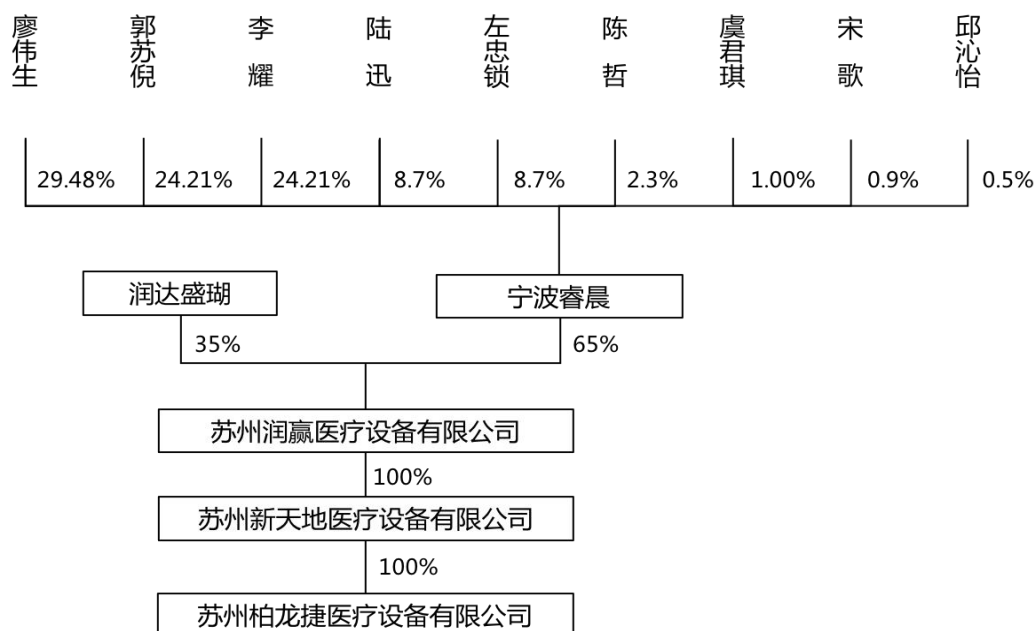 廖伟生
郭苏倪
李耀
陆迅
左忠锁
陈哲
虞君琪
宋歌
邱沁怡
29.48%
24.21%
24.21%
8.7%
8.7%
2.3%
1.00%
0.9%
0.5%
润达盛瑚
宁波睿晨
35%
65%
苏州润赢医疗设备有限公司
100%
苏州新天地医疗设备有限公司
100%
苏州柏龙捷医疗设备有限公司